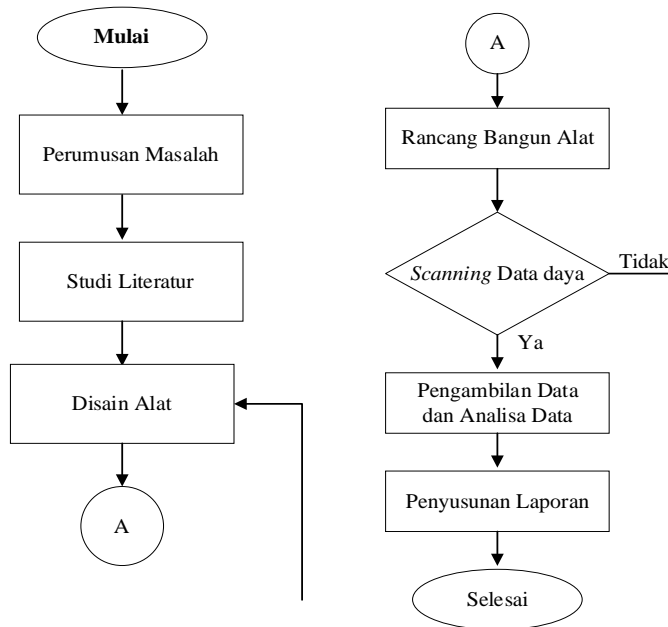 Mulai
Perumusan Masalah
Studi Literatur
Disain Alat
A
A
Rancang Bangun Alat
Scanning Data daya
Tidak
Ya
Pengambilan Data
dan Analisa Data
Penyusunan Laporan
Selesai